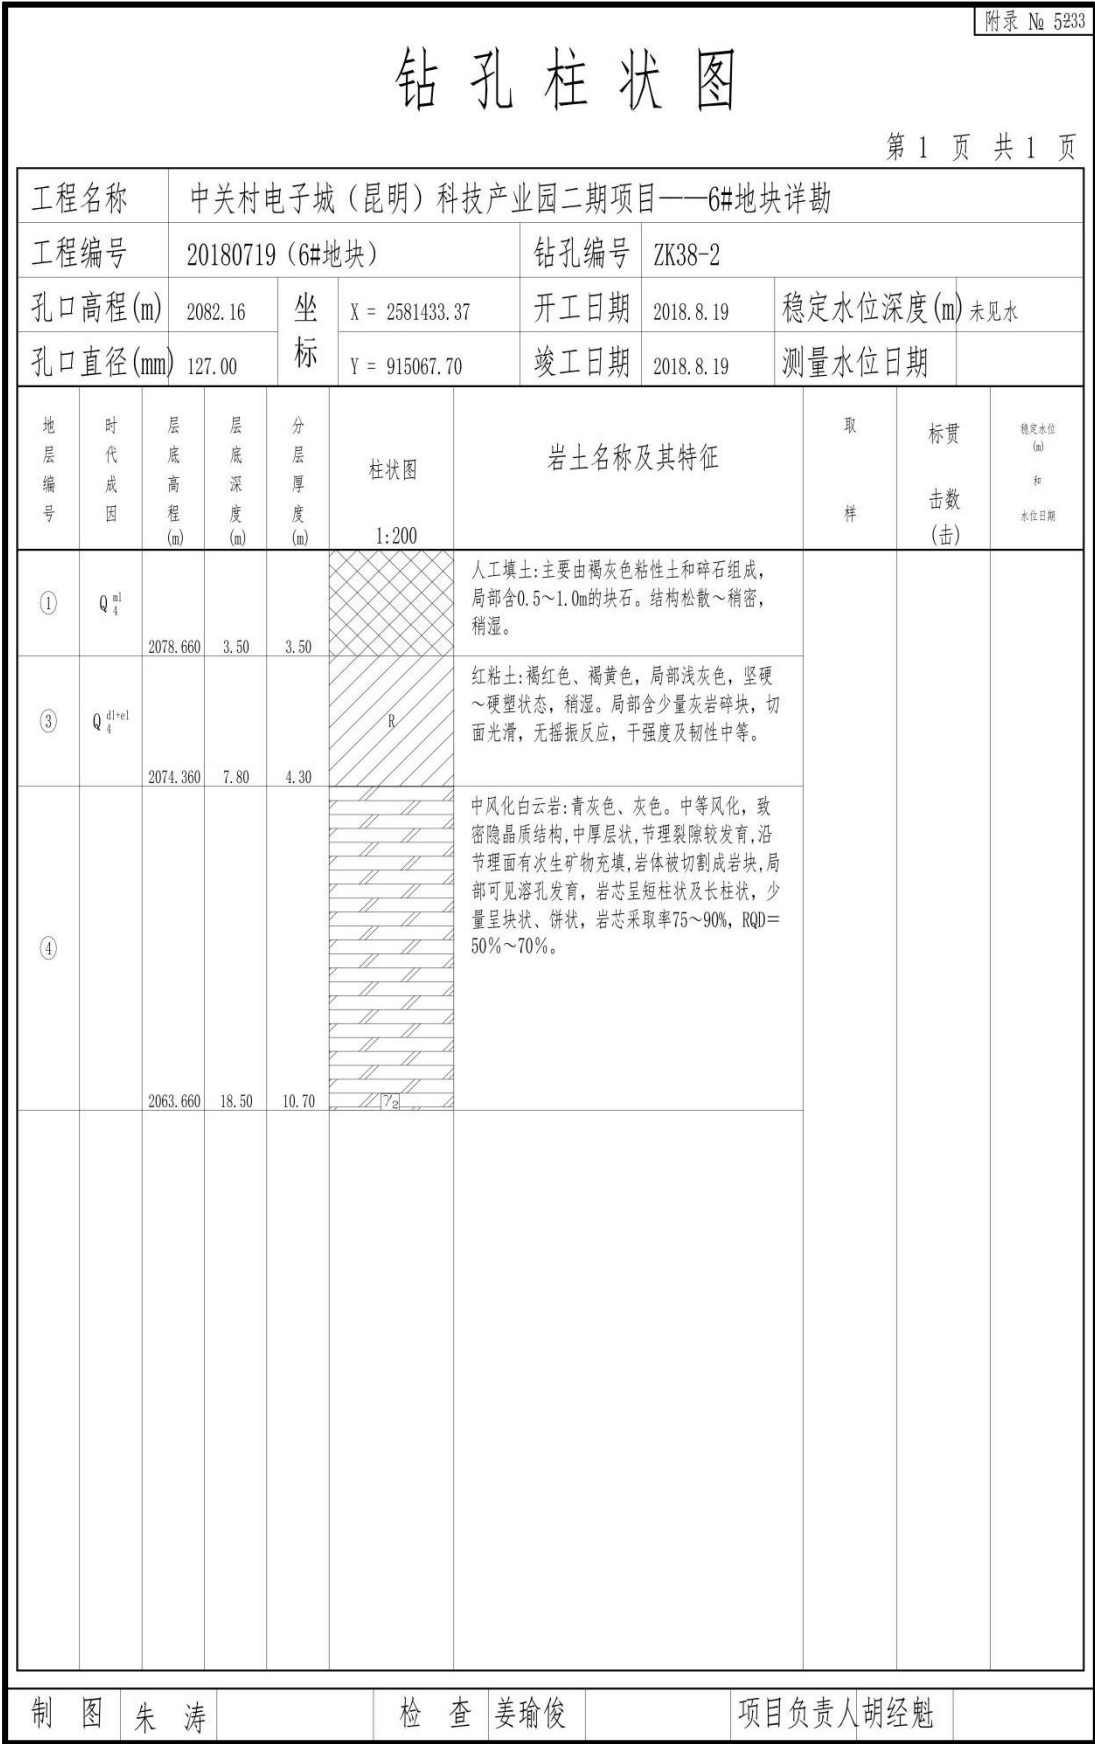 附录 № 5233
钻孔柱状图
第 1 页 共 1 页
工程名称 中关村电子城（昆明）科技产业园二期项目——6#地块详勘
工程编号 20180719（6#地块） 钻孔编号 ZK38-2
孔口高程(m) 2082.16 坐标 X = 2581433.37 开工日期 2018.8.19 稳定水位深度(m) 未见水
孔口直径(mm) 127.00 Y = 915067.70 竣工日期 2018.8.19 测量水位日期
地层编号 时代成因 层底高程(m) 层底深度(m) 分层厚度(m) 柱状图 1:200 岩土名称及其特征 取样 标贯击数(击) 稳定水位(m)和水位日期
人工填土:主要由褐灰色粘性土和碎石组成，
① Q4ml 局部含0.5～1.0m的块石。结构松散～稍密，
稍湿。
2078.660 3.50 3.50
红粘土:褐红色、褐黄色，局部浅灰色，坚硬
～硬塑状态，稍湿。局部含少量灰岩碎块，切
③ Q4dl+el R 面光滑，无摇振反应，干强度及韧性中等。
2074.360 7.80 4.30
中风化白云岩:青灰色、灰色。中等风化，致
密隐晶质结构,中厚层状,节理裂隙较发育,沿
节理面有次生矿物充填,岩体被切割成岩块,局
部可见溶孔发育，岩芯呈短柱状及长柱状，少
量呈块状、饼状，岩芯采取率75～90%，RQD＝
④ 50%～70%。
2063.660 18.50 10.70
制图 朱涛 检查 姜瑜俊 项目负责人 胡经魁